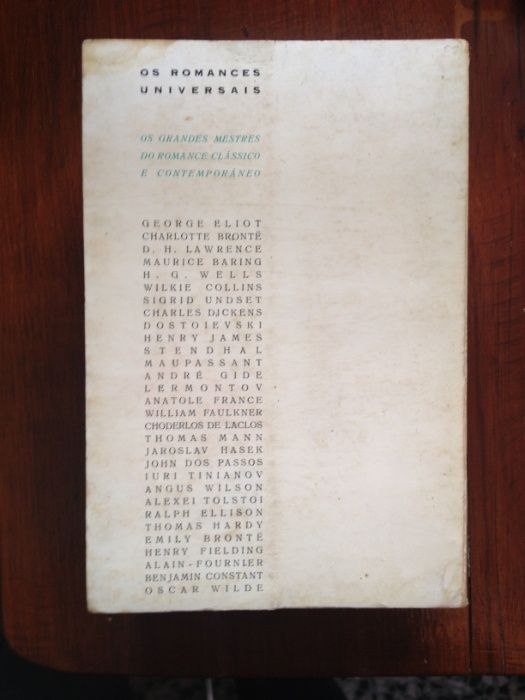 OS ROMANCES
UNIVERSAIS
OS GRANDES MESTRES
DO ROMANCE CLÁSSICO
E CONTEMPORÂNEO
GEORGE ELIOT
CHARLOTTE BRONTË
D. H. LAWRENCE
MAURICE BARING
H. G. WELLS
WILKIE COLLINS
SIGRID UNDSET
CHARLES DICKENS
DOSTOIEVSKI
HENRY JAMES
STENDHAL
MAUPASSANT
ANDRÉ GIDE
LERMONTOV
ANATOLE FRANCE
WILLIAM FAULKNER
CHODERLOS DE LACLOS
THOMAS MANN
JAROSLAV HASEK
JOHN DOS PASSOS
IURI TINIANOV
ANGUS WILSON
ALEXEI TOLSTOI
RALPH ELLISON
THOMAS HARDY
EMILY BRONTË
HENRY FIELDING
ALAIN-FOURNIER
BENJAMIN CONSTANT
OSCAR WILDE